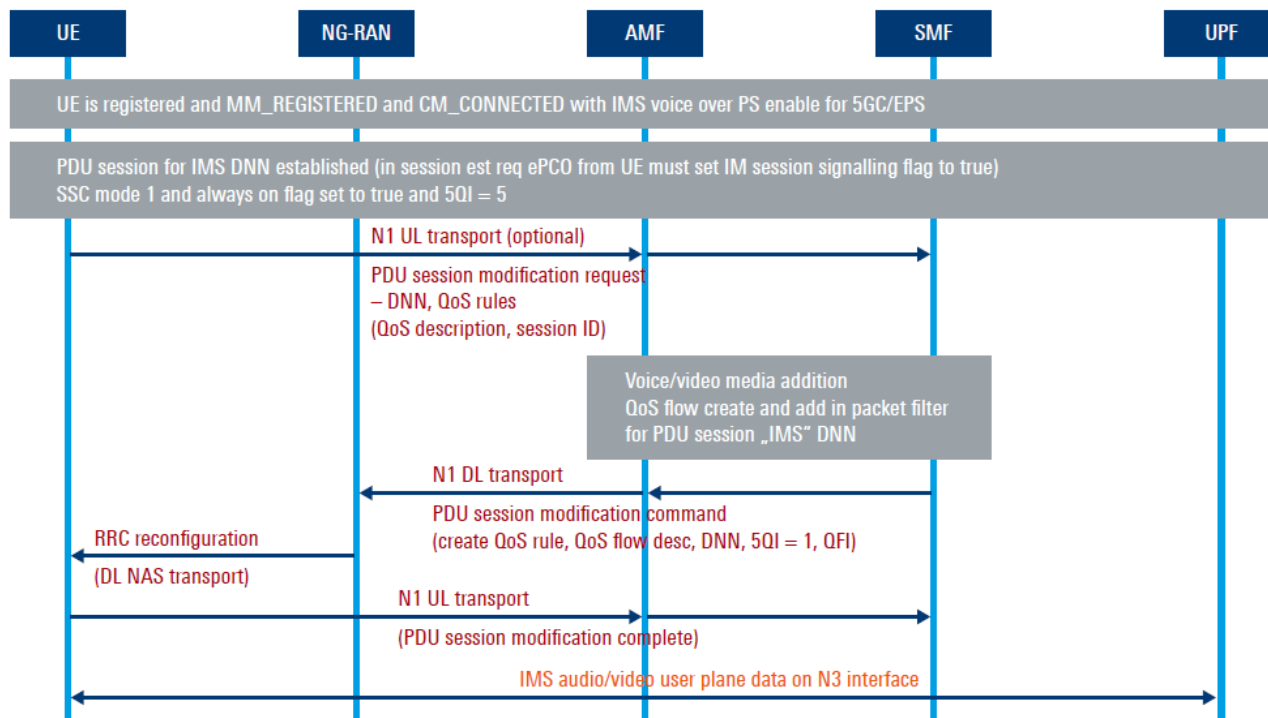 UE
NG-RAN
AMF
SMF
UPF
UE is registered and MM_REGISTERED and CM_CONNECTED with IMS voice over PS enable for 5GC/EPS
PDU session for IMS DNN established (in session est req ePCO from UE must set IM session signalling flag to true)
SSC mode 1 and always on flag set to true and 5QI = 5
N1 UL transport (optional)
PDU session modification request
– DNN, QoS rules
(QoS description, session ID)
Voice/video media addition
QoS flow create and add in packet filter
for PDU session „IMS“ DNN
N1 DL transport
PDU session modification command
(create QoS rule, QoS flow desc, DNN, 5QI = 1, QFI)
RRC reconfiguration
(DL NAS transport)
N1 UL transport
(PDU session modification complete)
IMS audio/video user plane data on N3 interface